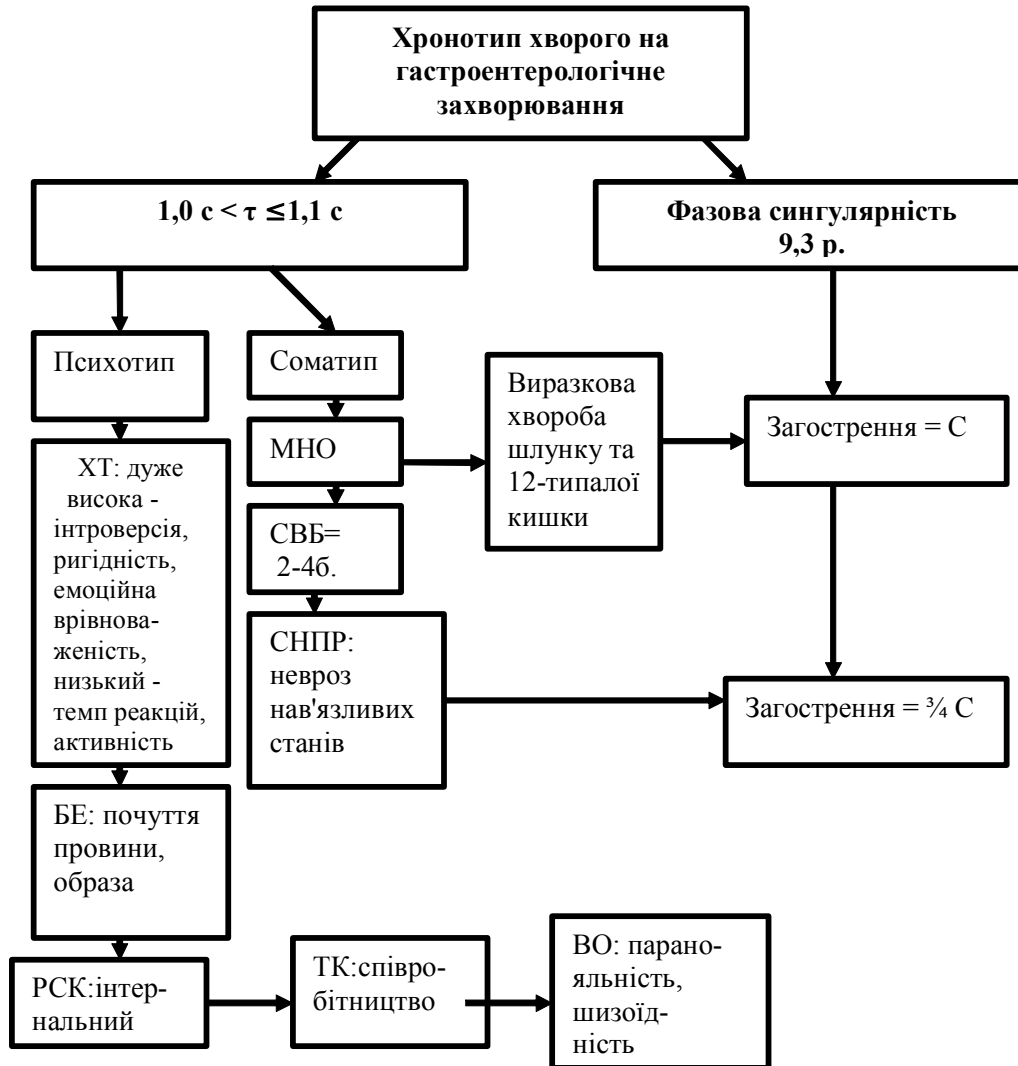 Хронотип хворого на
гастроентерологічне
захворювання
1,0 с < τ ≤1,1 с
Фазова сингулярність
9,3 р.
Психотип
Соматип
Виразкова
хвороба
шлунку та
12-типалої
кишки
Загострення = С
МНО
ХТ: дуже
висока -
інтроверсія,
ригідність,
емоційна
врівнова-
женість,
низький -
темп реакцій,
активність
СВБ=
2-4б.
СНПР:
невроз
нав'язливих
станів
Загострення = ¾ С
БЕ: почуття
провини,
образа
РСК:інтер-
нальний
ТК:співро-
бітництво
ВО: парано-
яльність,
шизоїд-
ність